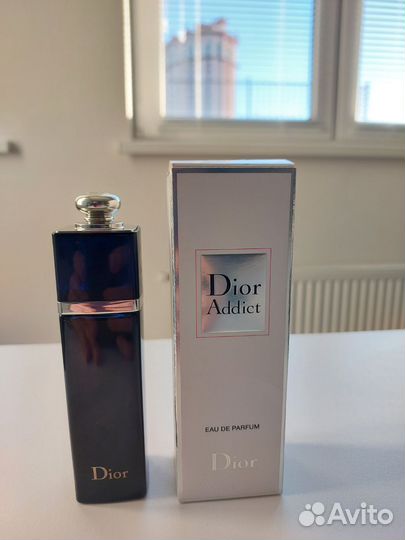 Dior
Addict
EAU DE PARFUM
Dior
Dior
Avito